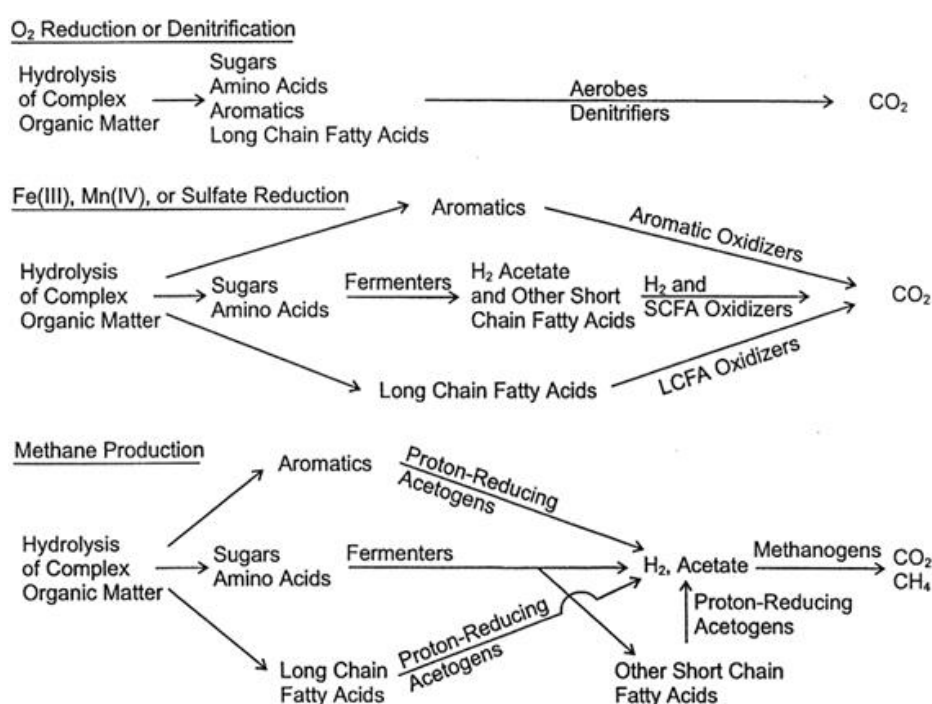 O₂ Reduction or Denitrification
Hydrolysis
of Complex
Organic Matter
Sugars
Amino Acids
Aromatics
Long Chain Fatty Acids
Aerobes
Denitrifiers
CO₂
Fe(III), Mn(IV), or Sulfate Reduction
Hydrolysis
of Complex
Organic Matter
Aromatics
Aromatic Oxidizers
Sugars
Amino Acids
Fermenters
H₂ Acetate
and Other Short
Chain Fatty Acids
H₂ and
SCFA Oxidizers
CO₂
Long Chain Fatty Acids
LCFA Oxidizers
Methane Production
Hydrolysis
of Complex
Organic Matter
Aromatics
Proton-Reducing
Acetogens
Sugars
Amino Acids
Fermenters
H₂, Acetate
Methanogens
CO₂
CH₄
Long Chain
Fatty Acids
Proton-Reducing
Acetogens
Proton-Reducing
Acetogens
Other Short Chain
Fatty Acids